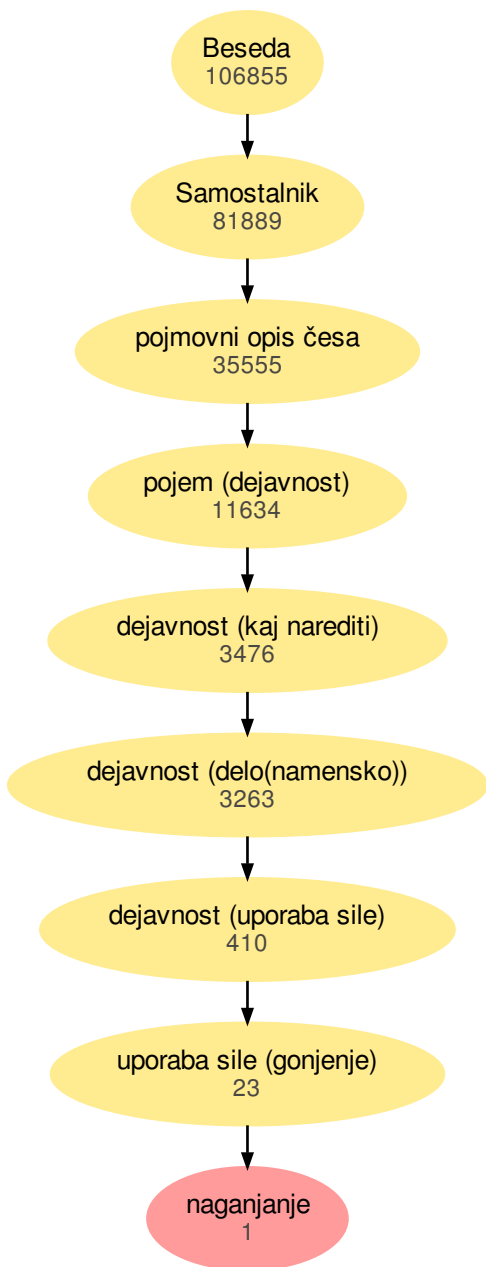 Beseda
106855
Samostalnik
81889
pojmovni opis česa
35555
pojem (dejavnost)
11634
dejavnost (kaj narediti)
3476
dejavnost (delo(namensko))
3263
dejavnost (uporaba sile)
410
uporaba sile (gonjenje)
23
naganjanje
1